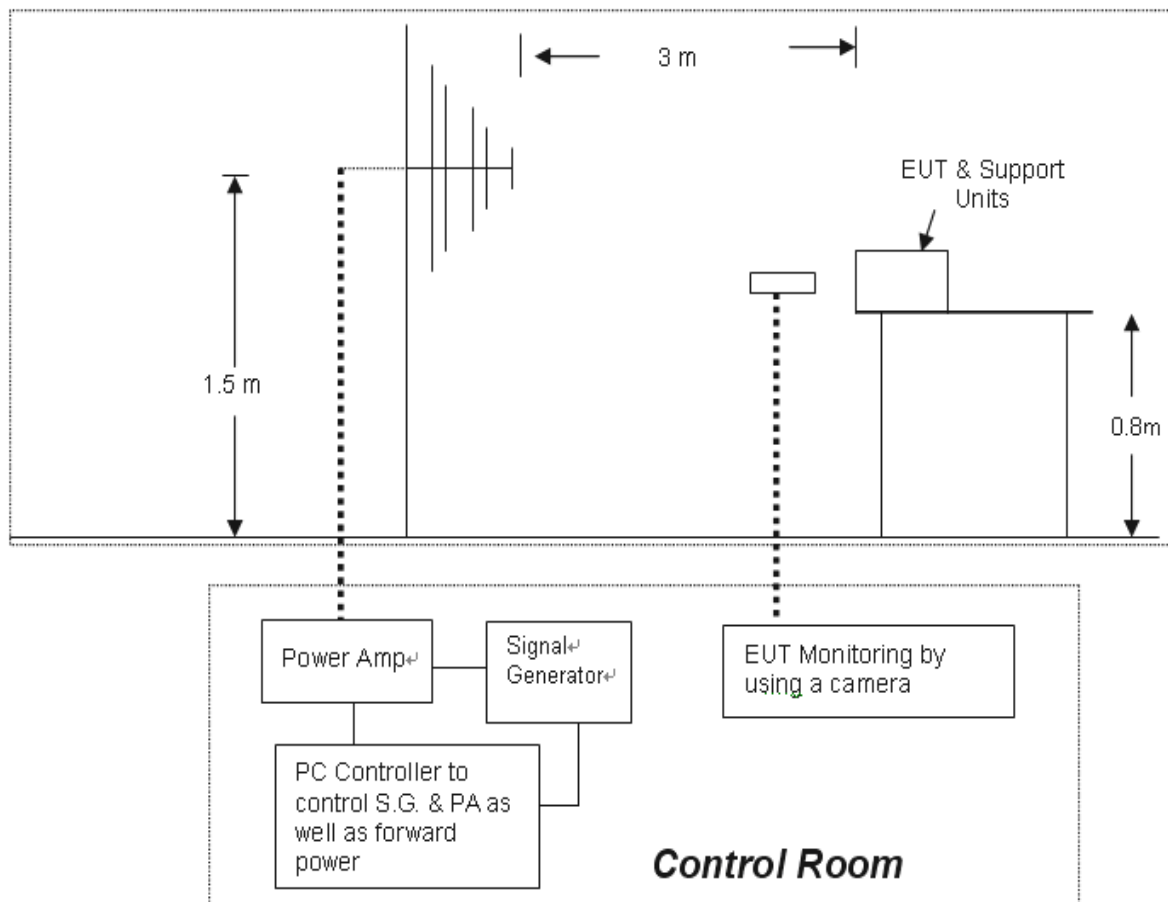 3 m
EUT & Support
Units
1.5 m
0.8m
Power Amp↵
Signal↵
Generator↵
EUT Monitoring by
using a camera
PC Controller to
control S.G. & PA as
well as forward
power
Control Room